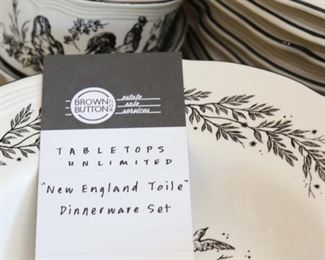 BROWN
BUTTON
estate
sale
services
TABLETOPS
UNLIMITED
"New England Toile"
Dinnerware Set